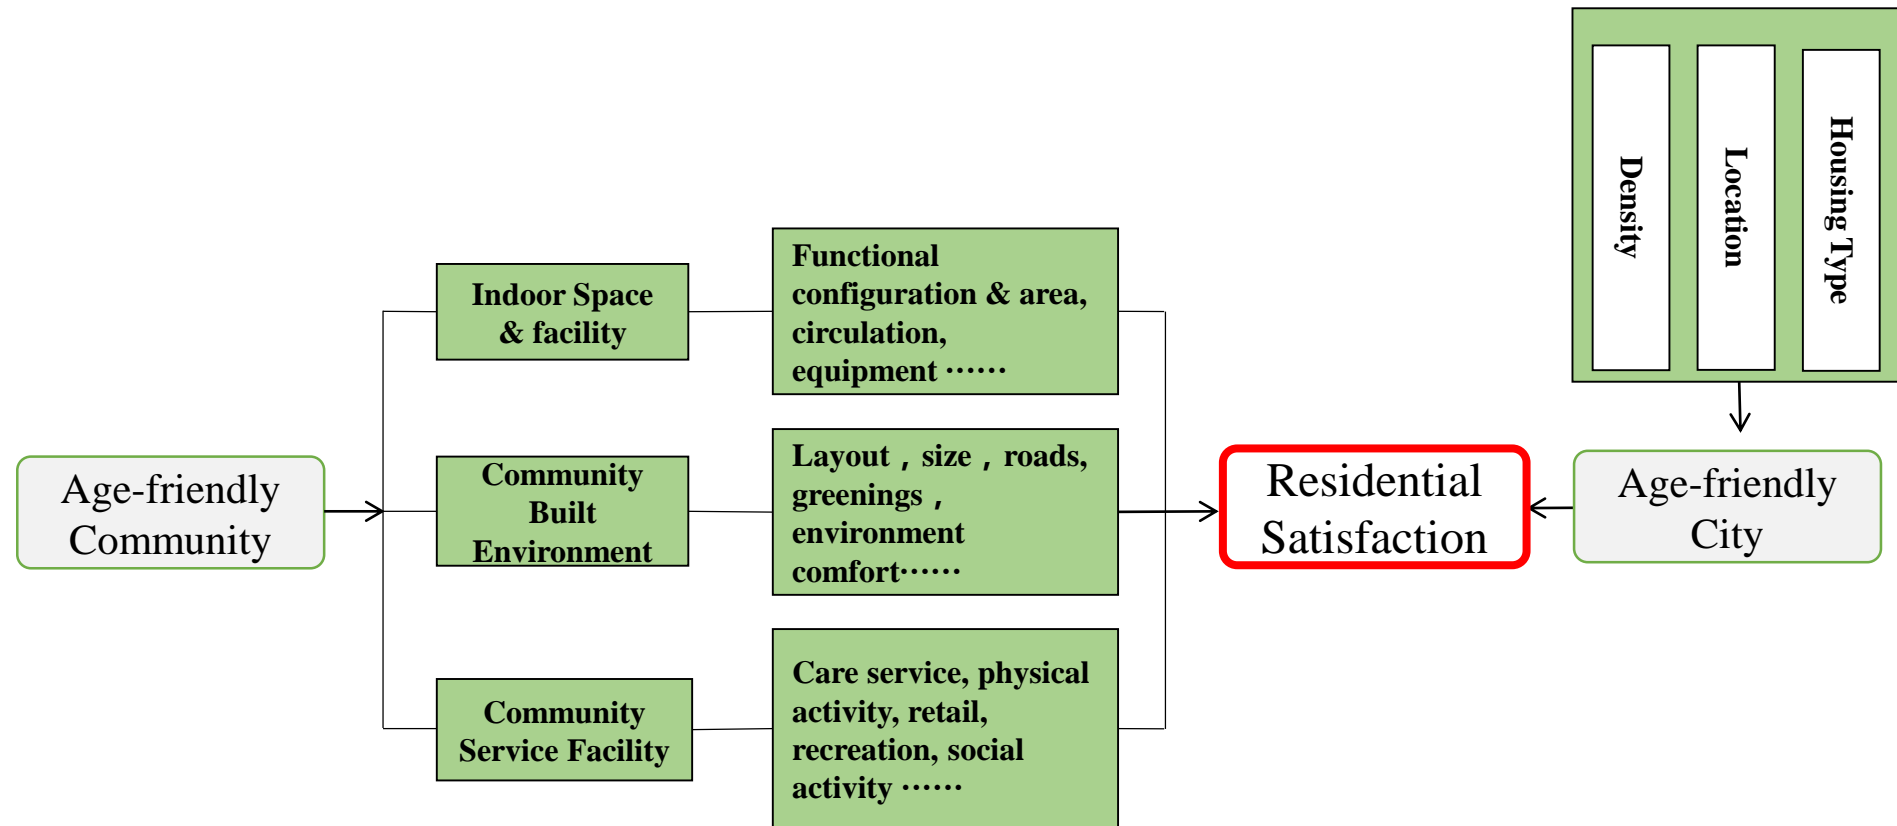 Age-friendly
Community
Indoor Space
& facility
Community
Built
Environment
Community
Service Facility
Functional
configuration & area,
circulation,
equipment ⋯⋯
Layout , size , roads,
greenings ,
environment
comfort⋯⋯
Care service, physical
activity, retail,
recreation, social
activity ⋯⋯
Residential
Satisfaction
Density
Location
Housing Type
Age-friendly
City